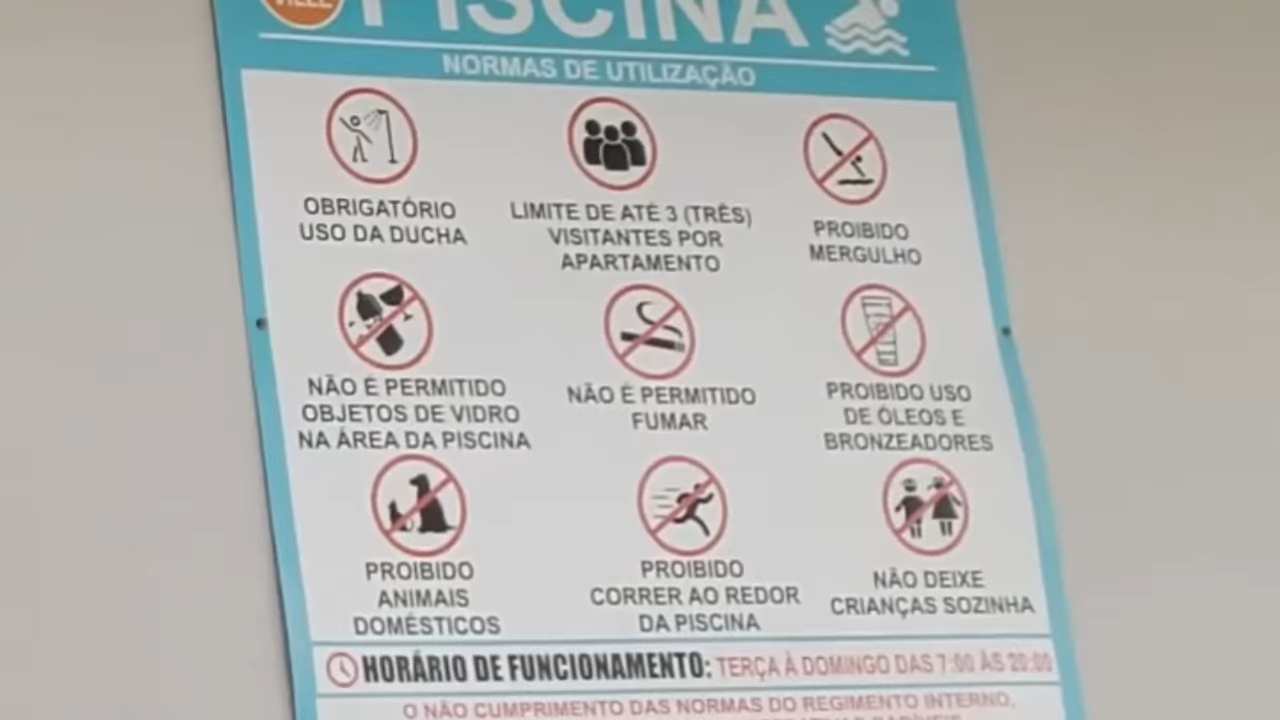 VILLE
PISCINA
NORMAS DE UTILIZAÇÃO
OBRIGATÓRIO
USO DA DUCHA
LIMITE DE ATÉ 3 (TRÊS)
VISITANTES POR
APARTAMENTO
PROIBIDO
MERGULHO
NÃO É PERMITIDO
OBJETOS DE VIDRO
NA ÁREA DA PISCINA
NÃO É PERMITIDO
FUMAR
PROIBIDO USO
DE ÓLEOS E
BRONZEADORES
PROIBIDO
ANIMAIS
DOMÉSTICOS
PROIBIDO
CORRER AO REDOR
DA PISCINA
NÃO DEIXE
CRIANÇAS SOZINHA
HORÁRIO DE FUNCIONAMENTO: TERÇA À DOMINGO DAS 7:00 ÀS 20:00
O NÃO CUMPRIMENTO DAS NORMAS DO REGIMENTO INTERNO,